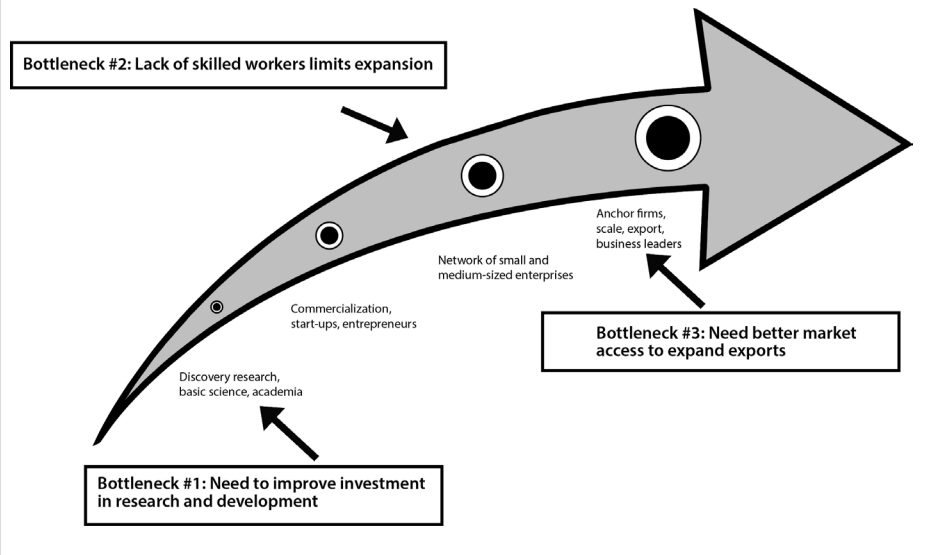 Bottleneck #2: Lack of skilled workers limits expansion
Anchor firms,
scale, export,
business leaders
Network of small and
medium-sized enterprises
Commercialization,
start-ups, entrepreneurs
Bottleneck #3: Need better market
access to expand exports
Discovery research,
basic science, academia
Bottleneck #1: Need to improve investment
in research and development